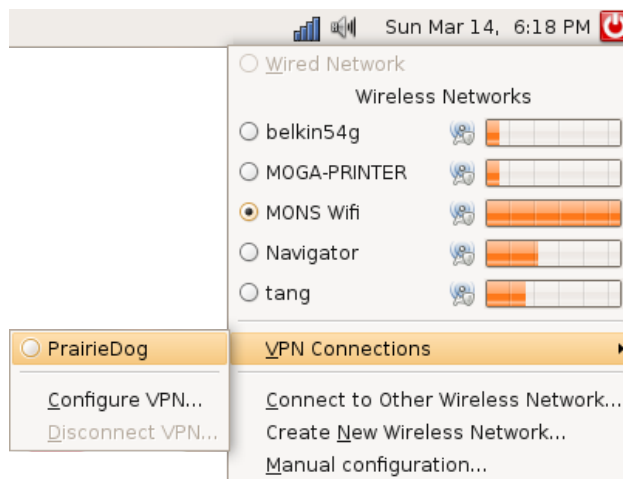 Sun Mar 14, 6:18 PM
Wired Network
Wireless Networks
belkin54g
MOGA-PRINTER
MONS Wifi
Navigator
tang
VPN Connections
PrairieDog
Configure VPN...
Disconnect VPN...
Connect to Other Wireless Network...
Create New Wireless Network...
Manual configuration...